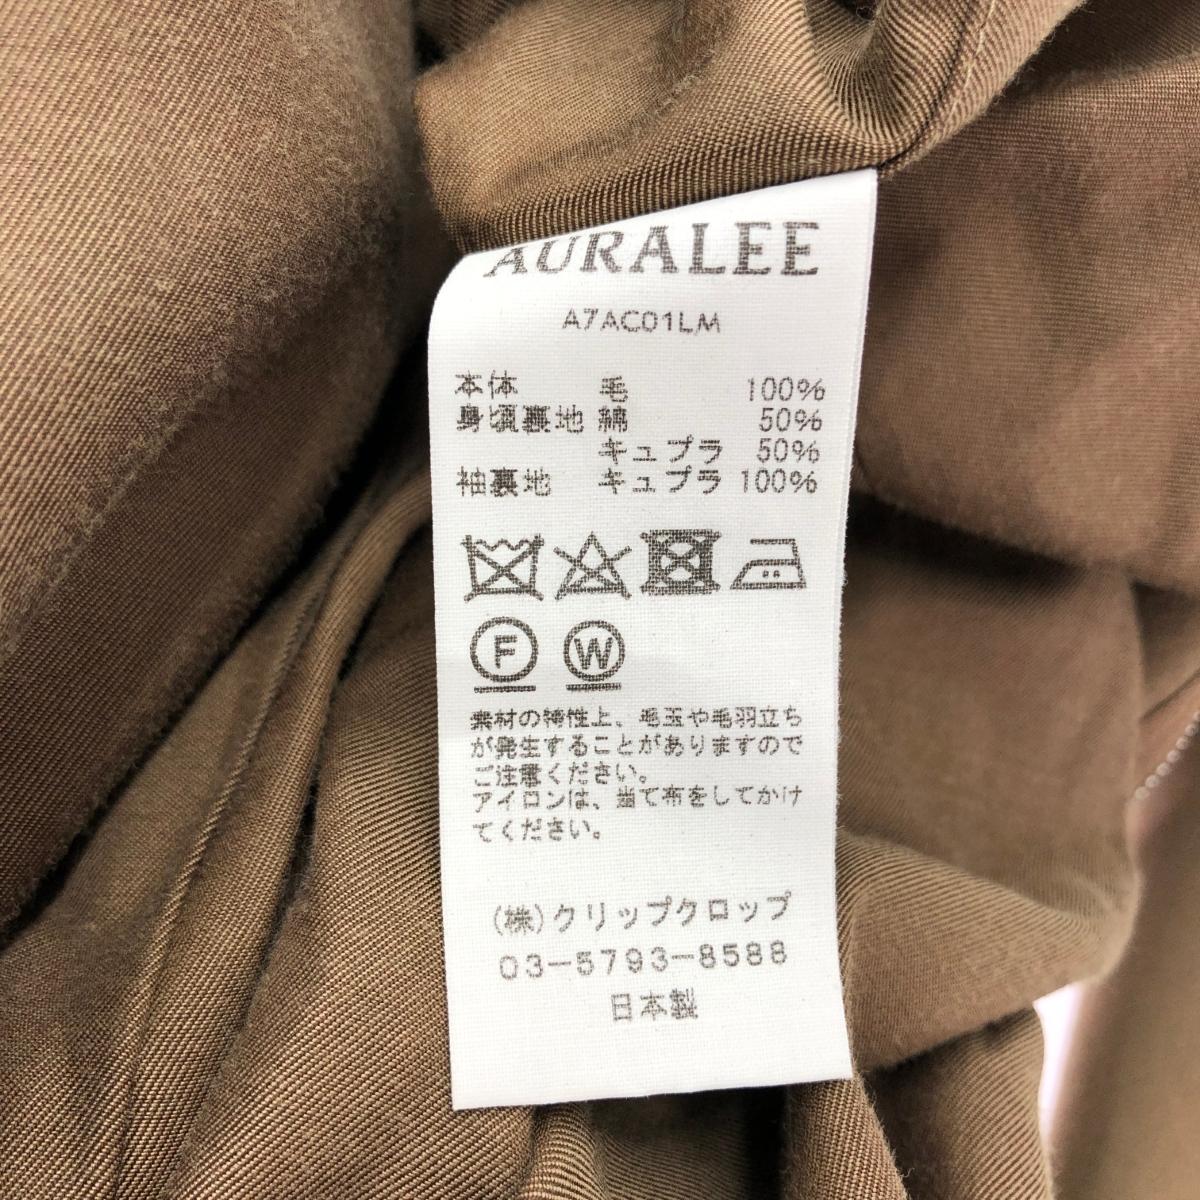 AURALEE
A7AC01LM
本体 毛 100%
身頃裏地 綿 50%
キュプラ 50%
袖裏地 キュプラ 100%
F W
素材の特性上、毛玉や毛羽立ち
が発生することがありますので
ご注意ください。
アイロンは、当て布をしてかけ
てください。
(株)クリップクロップ
03-5793-8588
日本製